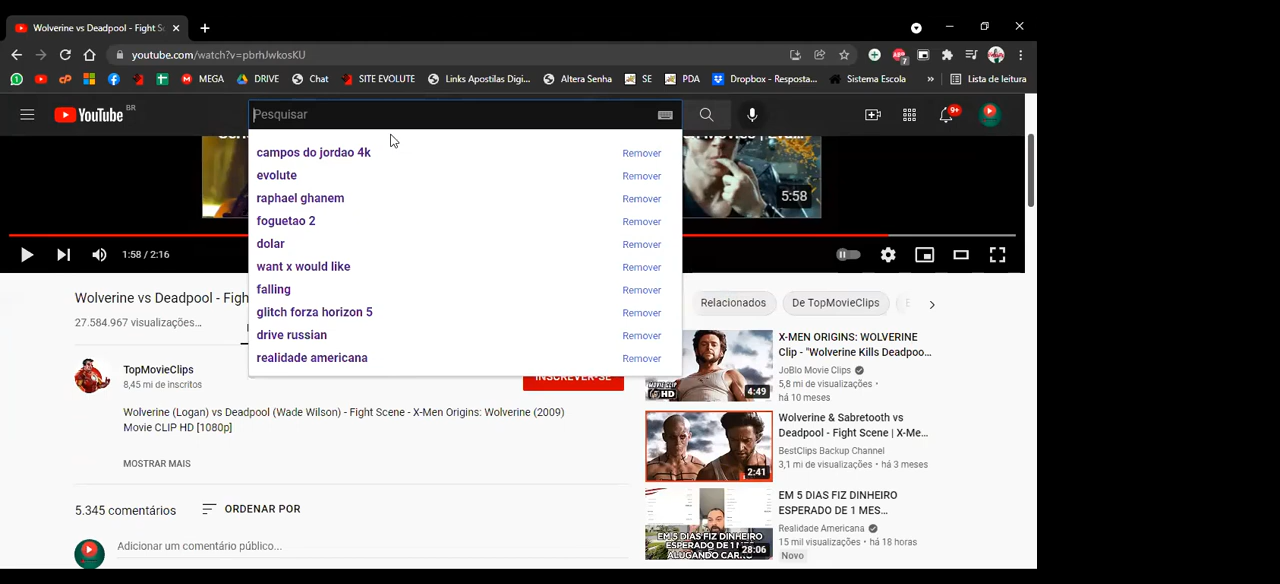 Wolverine vs Deadpool - Fight Sc
youtube.com/watch?v=pbrhJwkosKU
7
MEGA
DRIVE
Chat
SITE EVOLUTE
Links Apostilas Digi...
Altera Senha
SE
PDA
Dropbox - Resposta...
Sistema Escola
»
Lista de leitura
YouTube BR
Pesquisar
9+
campos do jordao 4k Remover
evolute Remover
raphael ghanem Remover
foguetao 2 Remover
dolar Remover
want x would like Remover
falling Remover
glitch forza horizon 5 Remover
drive russian Remover
realidade americana Remover
5:58
1:58 / 2:16
Wolverine vs Deadpool - Figh
27.584.967 visualizações...
TopMovieClips
8,45 mi de inscritos
INSCREVER-SE
Wolverine (Logan) vs Deadpool (Wade Wilson) - Fight Scene - X-Men Origins: Wolverine (2009)
Movie CLIP HD [1080p]
MOSTRAR MAIS
5.345 comentários
ORDENAR POR
Adicionar um comentário público...
Relacionados
De TopMovieClips
MOVIE CLIP HD
4:49
X-MEN ORIGINS: WOLVERINE
Clip - "Wolverine Kills Deadpoo...
JoBlo Movie Clips
5,8 mi de visualizações •
há 10 meses
2:41
Wolverine & Sabretooth vs
Deadpool - Fight Scene | X-Me...
BestClips Backup Channel
3,1 mi de visualizações • há 3 meses
EM 5 DIAS FIZ DINHEIRO
ESPERADO DE 1 MES
ALUGANDO CARRO
28:06
EM 5 DIAS FIZ DINHEIRO
ESPERADO DE 1 MES...
Realidade Americana
15 mil visualizações • há 18 horas
Novo